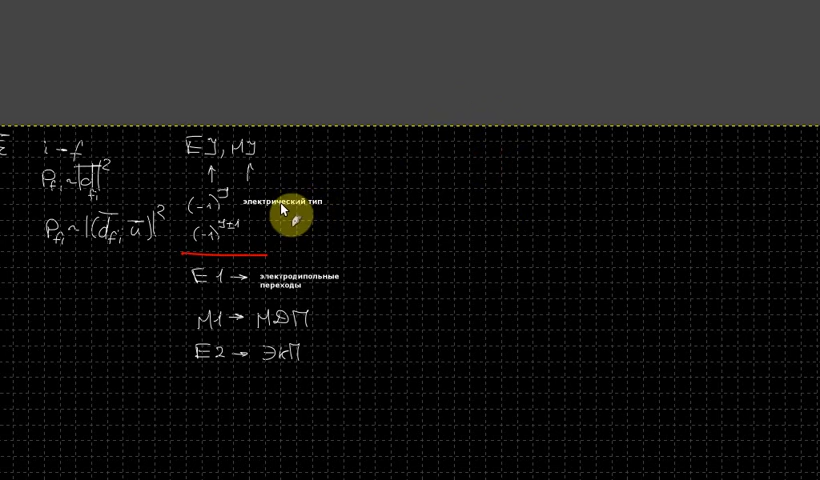 i – f
P_fi ~ |d_fi|²
P_fi ~ |(d̅_fi u̅)|²
EJ, MJ
↑ ↑
(-1)^J
электрический тип
(-1)^J±1
E1 →
электродипольные
переходы
M1 → МДП
E2 → ЭкП